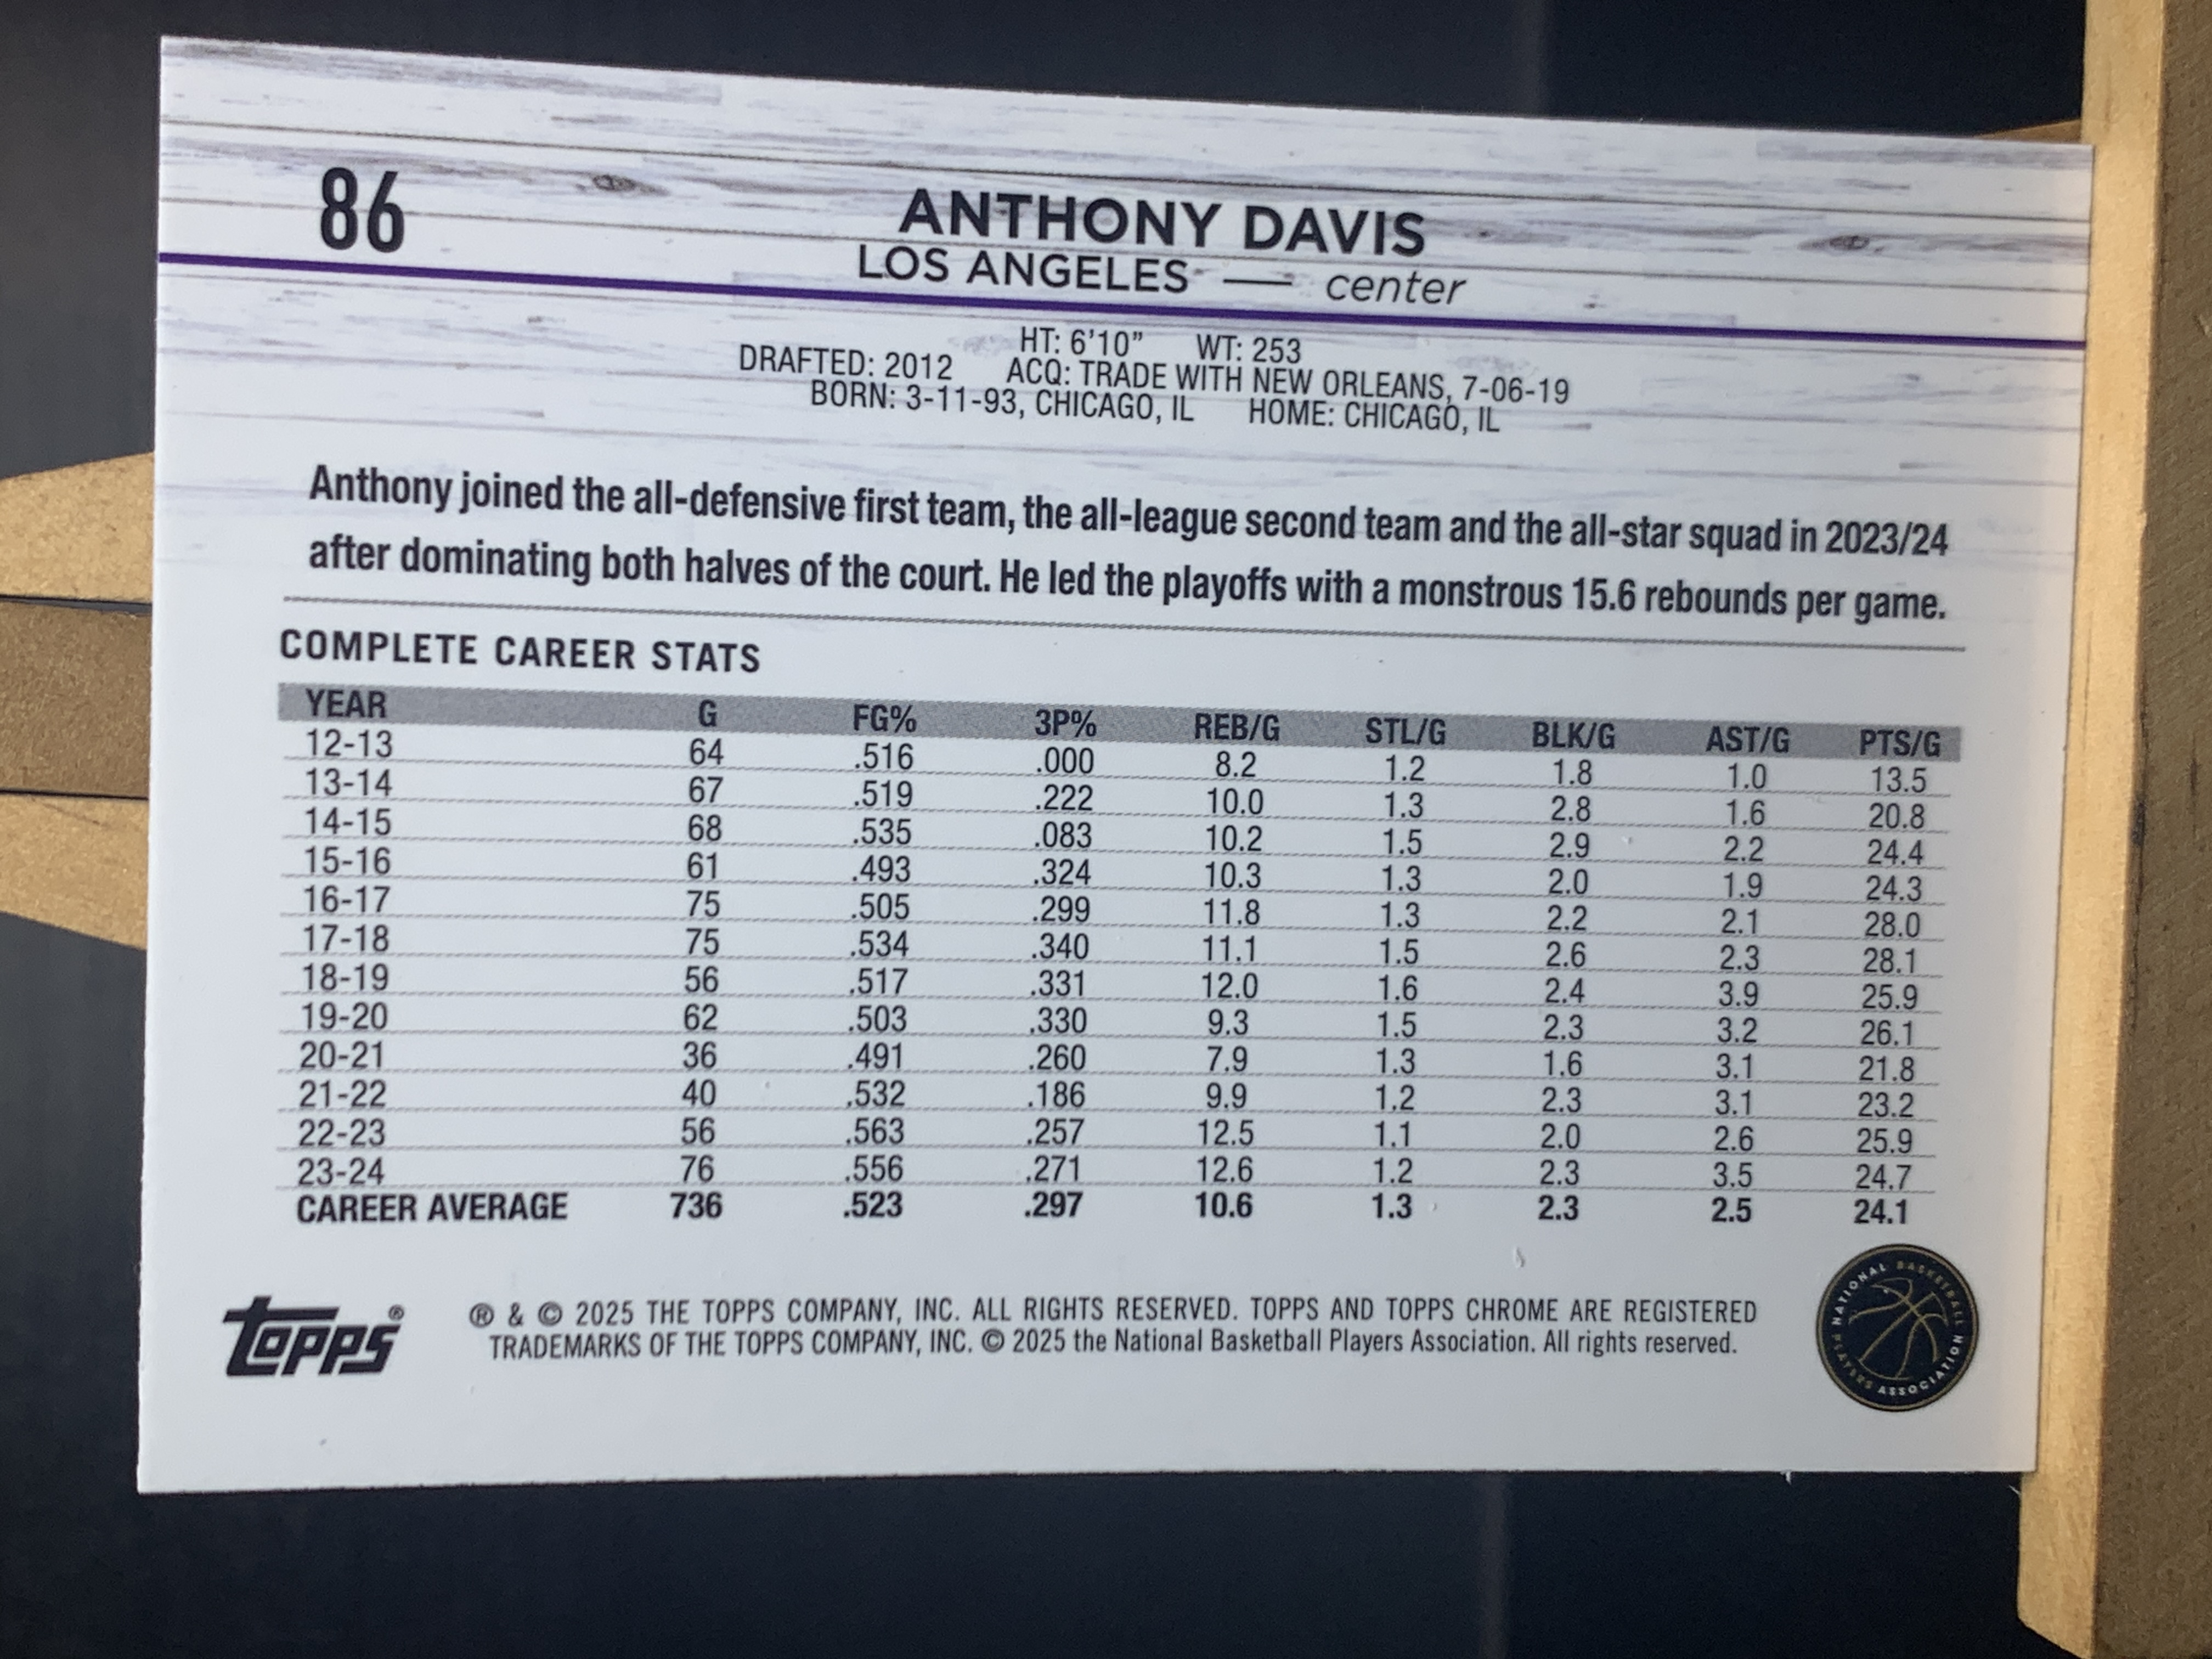 86
ANTHONY DAVIS
LOS ANGELES — center
HT: 6'10" WT: 253
DRAFTED: 2012 ACQ: TRADE WITH NEW ORLEANS, 7-06-19
BORN: 3-11-93, CHICAGO, IL HOME: CHICAGO, IL
Anthony joined the all-defensive first team, the all-league second team and the all-star squad in 2023/24
after dominating both halves of the court. He led the playoffs with a monstrous 15.6 rebounds per game.
COMPLETE CAREER STATS
YEAR G FG% 3P% REB/G STL/G BLK/G AST/G PTS/G
12-13 64 .516 .000 8.2 1.2 1.8 1.0 13.5
13-14 67 .519 .222 10.0 1.3 2.8 1.6 20.8
14-15 68 .535 .083 10.2 1.5 2.9 2.2 24.4
15-16 61 .493 .324 10.3 1.3 2.0 1.9 24.3
16-17 75 .505 .299 11.8 1.3 2.2 2.1 28.0
17-18 75 .534 .340 11.1 1.5 2.6 2.3 28.1
18-19 56 .517 .331 12.0 1.6 2.4 3.9 25.9
19-20 62 .503 .330 9.3 1.5 2.3 3.2 26.1
20-21 36 .491 .260 7.9 1.3 1.6 3.1 21.8
21-22 40 .532 .186 9.9 1.2 2.3 3.1 23.2
22-23 56 .563 .257 12.5 1.1 2.0 2.6 25.9
23-24 76 .556 .271 12.6 1.2 2.3 3.5 24.7
CAREER AVERAGE 736 .523 .297 10.6 1.3 2.3 2.5 24.1
TOPPS®
® & © 2025 THE TOPPS COMPANY, INC. ALL RIGHTS RESERVED. TOPPS AND TOPPS CHROME ARE REGISTERED
TRADEMARKS OF THE TOPPS COMPANY, INC. © 2025 the National Basketball Players Association. All rights reserved.
NATIONAL BASKETBALL PLAYERS ASSOCIATION